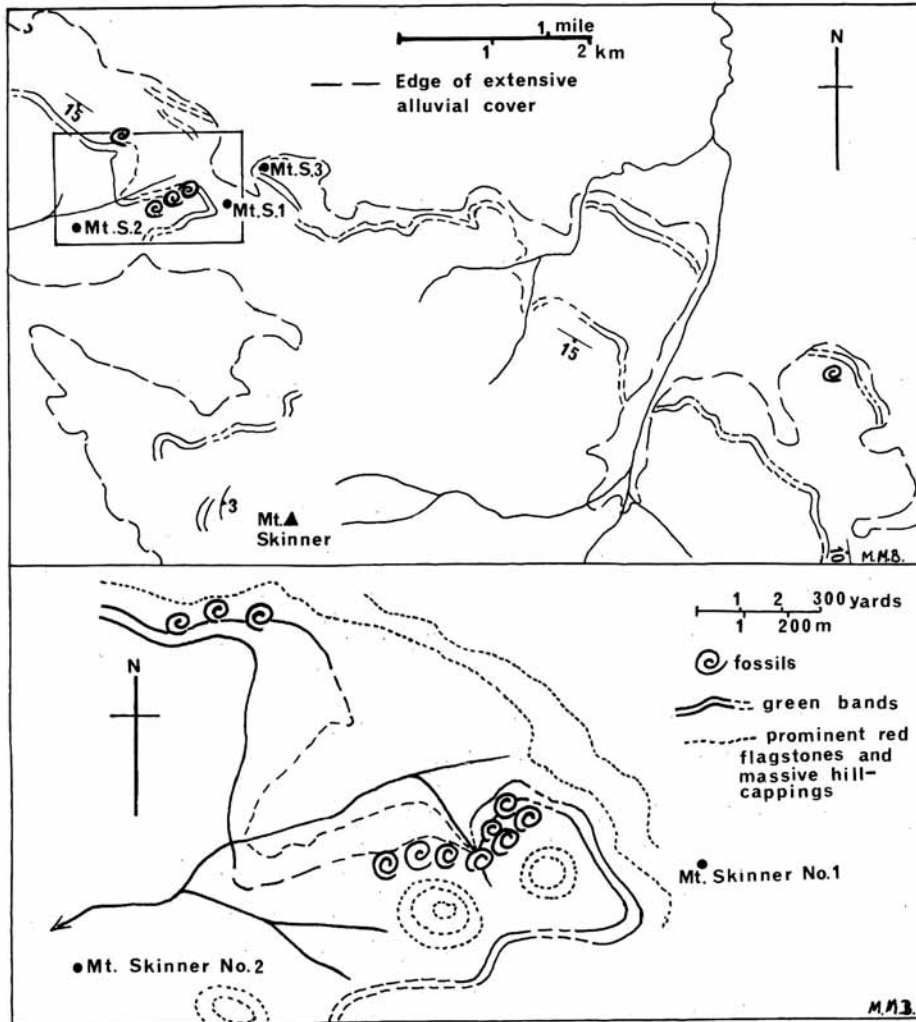 1 mile
1 2 km
Edge of extensive
alluvial cover
N
15
Mt.S.3
Mt.S.1
Mt.S.2
15
3
Mt.
Skinner
10
M.M.B.
1 2 300 yards
1 200 m
N
fossils
green bands
prominent red
flagstones and
massive hill-
cappings
Mt. Skinner No.1
Mt. Skinner No.2
M.M.B.